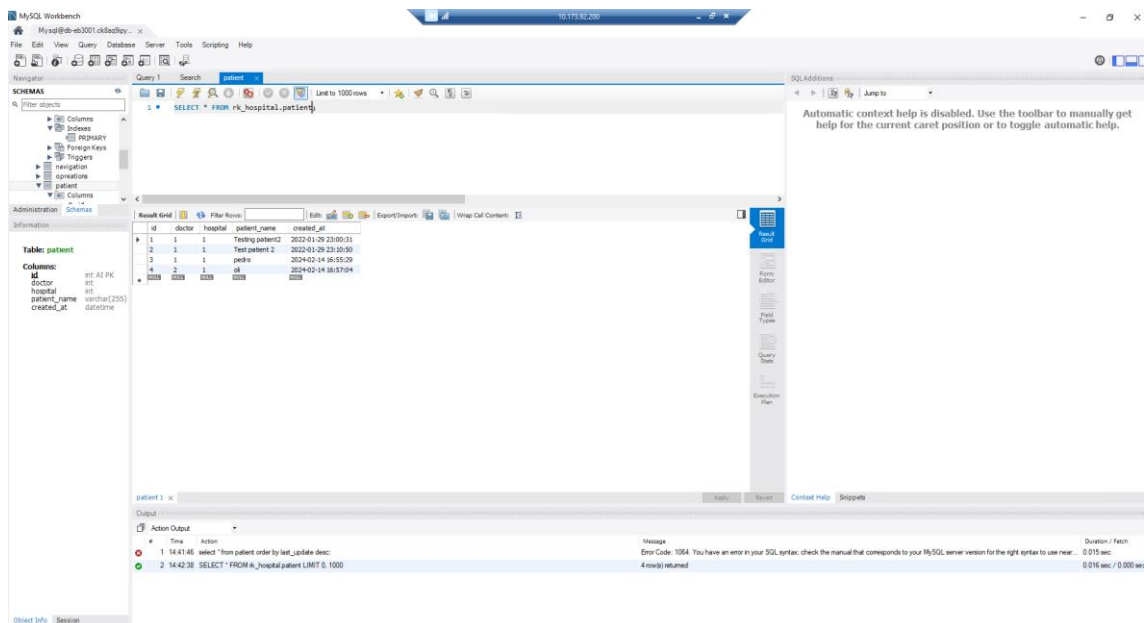 MySQL Workbench
10.173.92.200
Mysql@db-eb3001.ck8aq9ipy... ×
File Edit View Query Database Server Tools Scripting Help
Navigator
Query 1 Search patient ×
SQLAdditions
SCHEMAS
Filter objects
Limit to 1000 rows
Jump to
Columns
Indexes
PRIMARY
Foreign Keys
Triggers
navigation
opreations
patient
Columns
1 SELECT * FROM rk_hospital.patient;
Automatic context help is disabled. Use the toolbar to manually get
help for the current caret position or to toggle automatic help.
Administration Schemas
Information
Table: patient
Columns:
id int AI PK
doctor int
hospital int
patient_name varchar(255)
created_at datetime
Result Grid Filter Rows: Edit: Export/Import: Wrap Cell Content:
id doctor hospital patient_name created_at
1 1 1 Testing patient2 2022-01-29 23:00:31
2 1 1 Test patient 2 2022-01-29 23:10:50
3 1 1 pedro 2024-02-14 16:55:29
4 2 1 oli 2024-02-14 16:57:04
NULL NULL NULL NULL NULL
Result
Grid
Form
Editor
Field
Types
Query
Stats
Execution
Plan
patient 1 ×
Apply Revert
Context Help Snippets
Output
Action Output
# Time Action Message Duration / Fetch
1 14:41:46 select * from patient order by last_update desc: Error Code: 1064. You have an error in your SQL syntax; check the manual that corresponds to your MySQL server version for the right syntax to use near... 0.015 sec
2 14:42:38 SELECT * FROM rk_hospital.patient LIMIT 0, 1000 4 row(s) returned 0.016 sec / 0.000 sec
Object Info Session